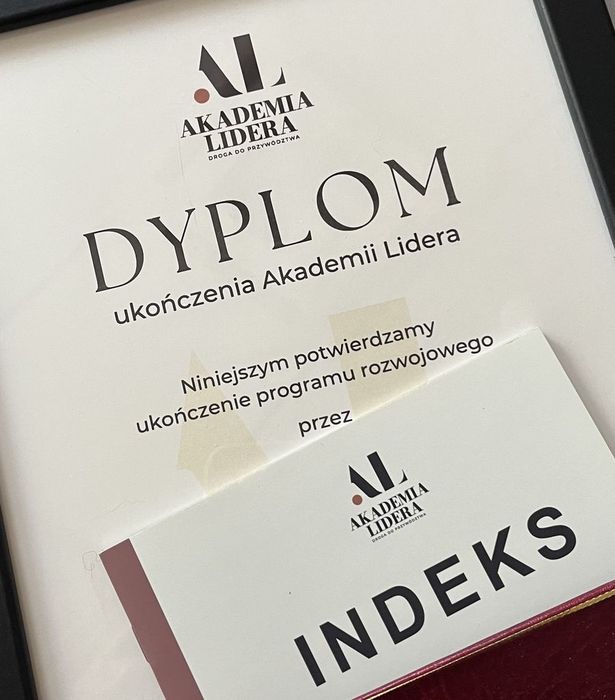 AL
AKADEMIA
LIDERA
DROGA DO PRZYWÓDZTWA
DYPLOM
ukończenia Akademii Lidera
Niniejszym potwierdzamy
ukończenie programu rozwojowego
przez
AL
AKADEMIA
LIDERA
DROGA DO PRZYWÓDZTWA
INDEKS